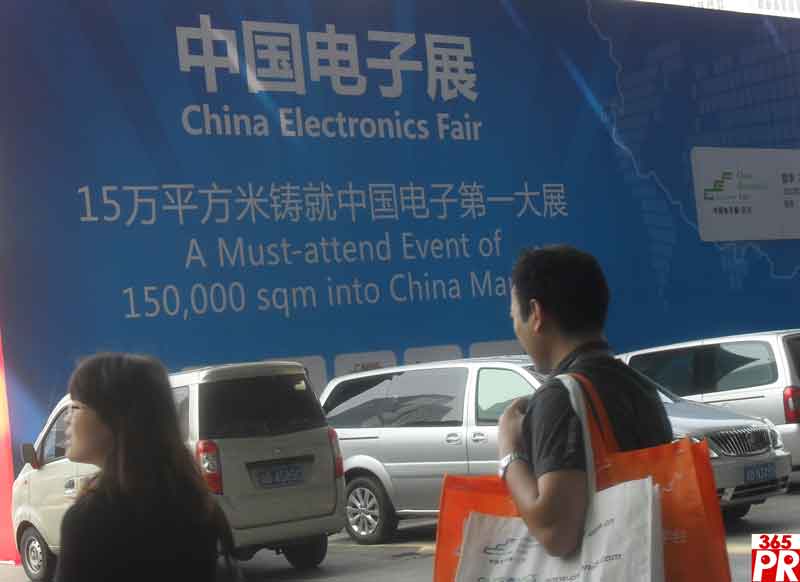 中国电子展
China Electronics Fair
15万平方米铸就中国电子第一大展
A Must-attend Event of
150,000 sqm into China
365
PR